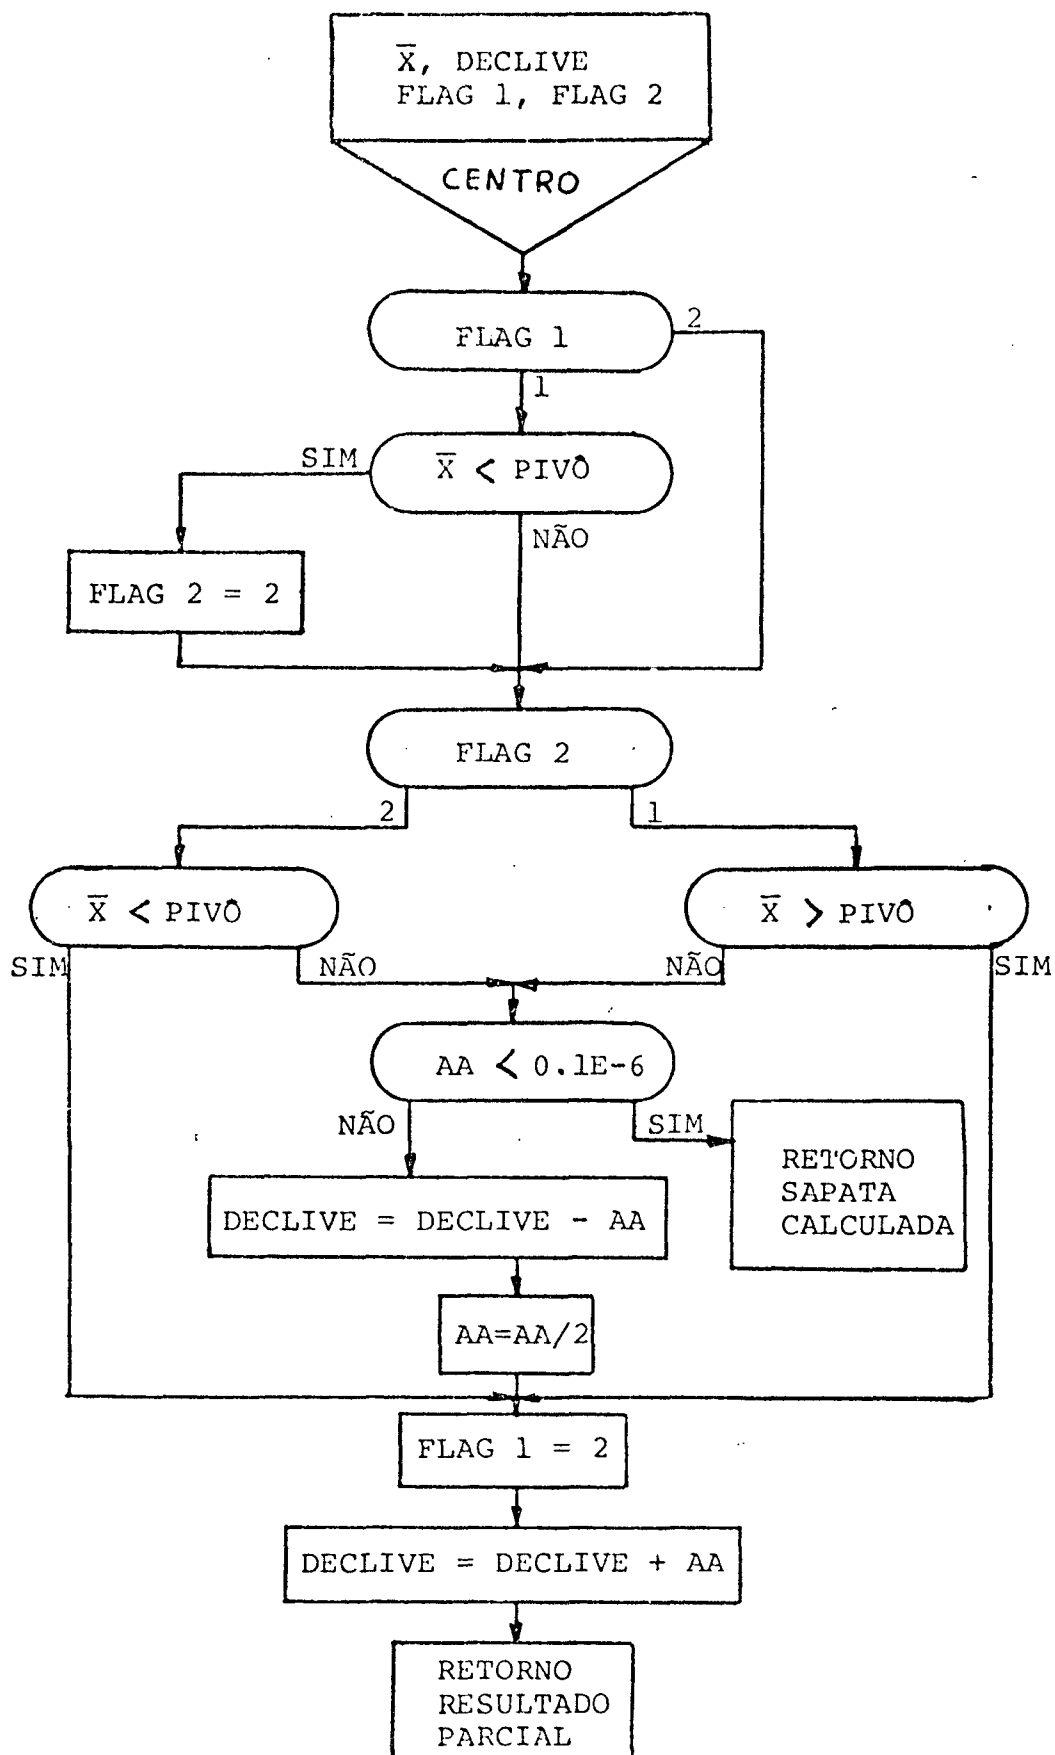 X̅, DECLIVE
FLAG 1, FLAG 2
CENTRO
FLAG 1
2
1
SIM
X̅ < PIVÔ
NÃO
FLAG 2 = 2
FLAG 2
2
1
X̅ < PIVÔ
X̅ > PIVÔ
SIM
NÃO
NÃO
SIM
AA < 0.1E-6
NÃO
SIM
RETORNO
SAPATA
CALCULADA
DECLIVE = DECLIVE - AA
AA=AA/2
FLAG 1 = 2
DECLIVE = DECLIVE + AA
RETORNO
RESULTADO
PARCIAL